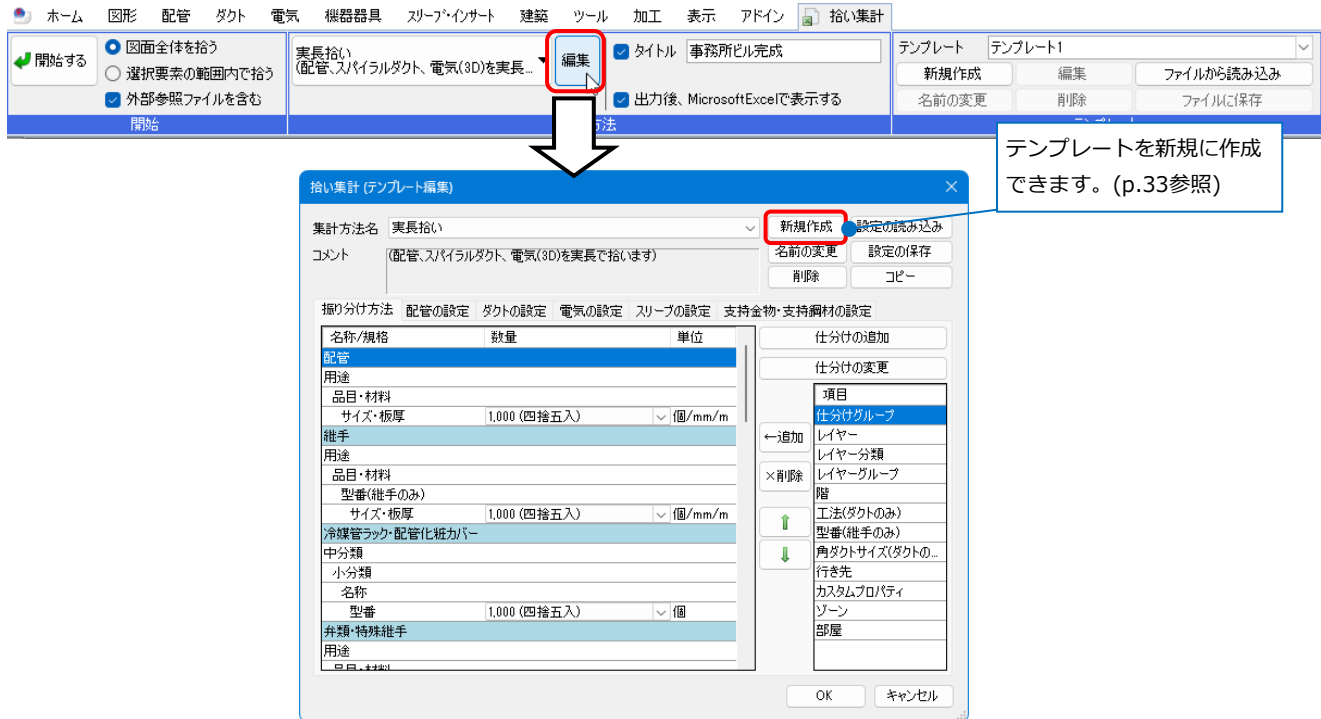 ホーム 図形 配管 ダクト 電気 機器器具 スリーブ・インサート 建築 ツール 加工 表示 アドイン 拾い集計
開始する
図面全体を拾う
選択要素の範囲内で拾う
外部参照ファイルを含む
開始
実長拾い
(配管、スパイラルダクト、電気(3D)を実長...
編集
タイトル 事務所ビル完成
出力後、MicrosoftExcelで表示する
方法
テンプレート テンプレート1
新規作成 編集 ファイルから読み込み
名前の変更 削除 ファイルに保存
テンプレートを新規に作成
できます。(p.33参照)
拾い集計 (テンプレート編集)
集計方法名 実長拾い
新規作成 設定の読み込み
コメント (配管、スパイラルダクト、電気(3D)を実長で拾います)
名前の変更 設定の保存
削除 コピー
振り分け方法 配管の設定 ダクトの設定 電気の設定 スリーブの設定 支持金物・支持鋼材の設定
名称/規格 数量 単位
配管
用途
品目・材料
サイズ・板厚 1,000 (四捨五入) 個/mm/m
継手
用途
品目・材料
型番(継手のみ)
サイズ・板厚 1,000 (四捨五入) 個/mm/m
冷媒管ラック・配管化粧カバー
中分類
小分類
名称
型番 1,000 (四捨五入) 個
弁類・特殊継手
用途
品目・材料
仕分けの追加
仕分けの変更
←追加
×削除
項目
仕分けグループ
レイヤー
レイヤー分類
レイヤーグループ
階
工法(ダクトのみ)
型番(継手のみ)
角ダクトサイズ(ダクトの...
行き先
カスタムプロパティ
ゾーン
部屋
OK キャンセル